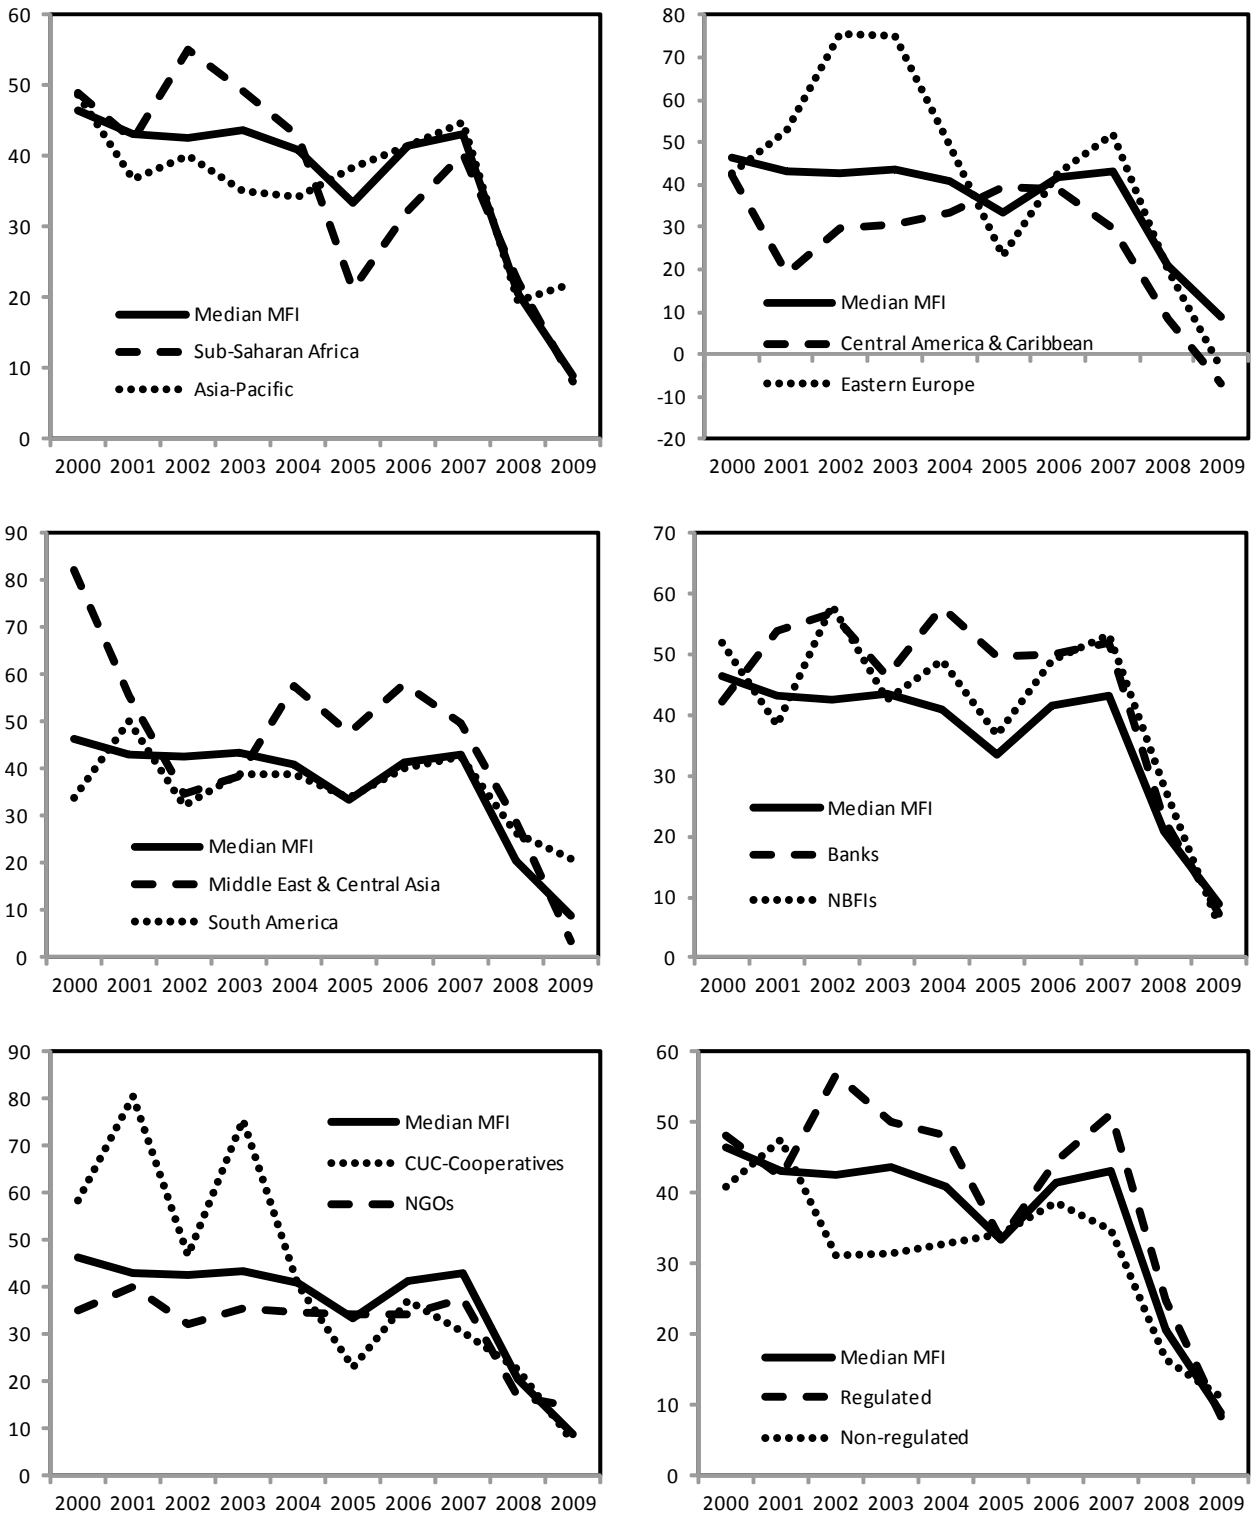 60
50
40
30
20
10
0
Median MFI
Sub-Saharan Africa
Asia-Pacific
2000 2001 2002 2003 2004 2005 2006 2007 2008 2009
80
70
60
50
40
30
20
10
0
-10
-20
Median MFI
Central America & Caribbean
Eastern Europe
2000 2001 2002 2003 2004 2005 2006 2007 2008 2009
90
80
70
60
50
40
30
20
10
0
Median MFI
Middle East & Central Asia
South America
2000 2001 2002 2003 2004 2005 2006 2007 2008 2009
70
60
50
40
30
20
10
0
Median MFI
Banks
NBFIs
2000 2001 2002 2003 2004 2005 2006 2007 2008 2009
90
80
70
60
50
40
30
20
10
0
Median MFI
CUC-Cooperatives
NGOs
2000 2001 2002 2003 2004 2005 2006 2007 2008 2009
60
50
40
30
20
10
0
Median MFI
Regulated
Non-regulated
2000 2001 2002 2003 2004 2005 2006 2007 2008 2009